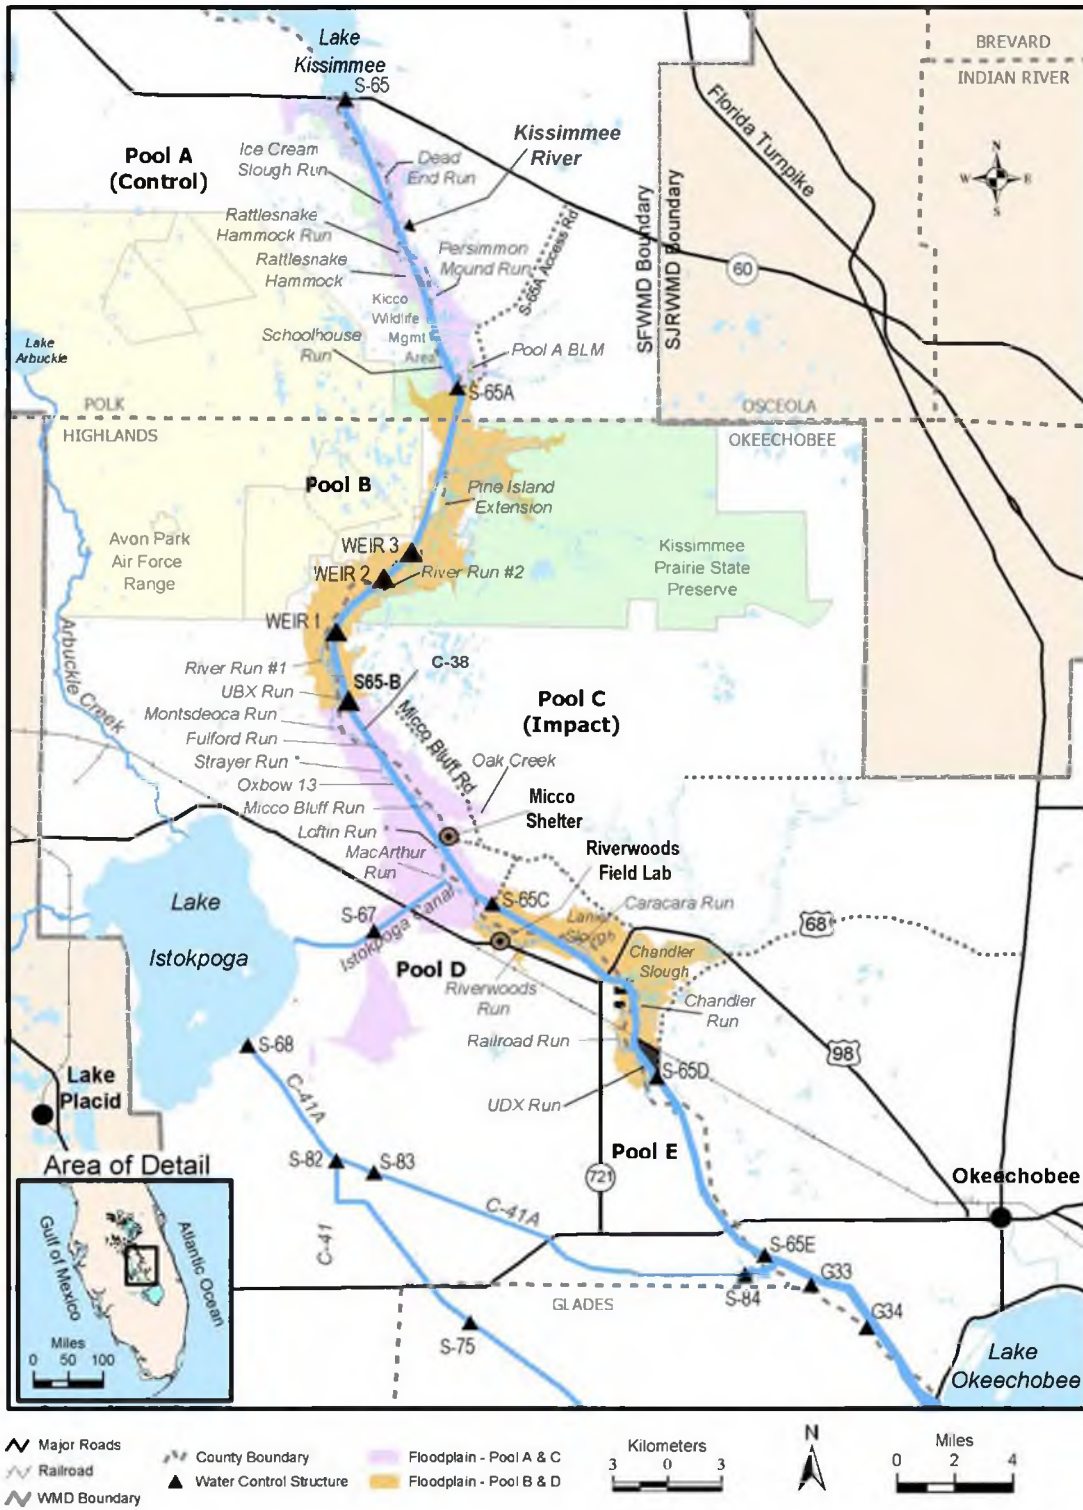 Lake
Kissimmee
S-65
BREVARD
INDIAN RIVER
Florida Turnpike
Kissimmee
River
Pool A
(Control)
Ice Cream
Slough Run
Dead
End Run
N
W
E
S
Rattlesnake
Hammock Run
Persimmon
Mound Run
S-65A Access Rd
SFWMD Boundary
SJRWMD Boundary
60
Rattlesnake
Hammock
Kicco
Wildlife
Mgmt
Area
Lake
Arbuckle
Schoolhouse
Run
Pool A BLM
S-65A
POLK
OSCEOLA
HIGHLANDS
OKEECHOBEE
Pool B
Pine Island
Extension
Avon Park
Air Force
Range
WEIR 3
WEIR 2
River Run #2
Kissimmee
Prairie State
Preserve
WEIR 1
Arbuckle Creek
River Run #1
C-38
UBX Run
S65-B
Pool C
(Impact)
Montsdeoca Run
Micco Bluff Rd
Fulford Run
Strayer Run
Oak Creek
Oxbow 13
Micco Bluff Run
Micco
Shelter
Loftin Run
MacArthur
Run
Riverwoods
Field Lab
Lake
Istokpoga
S-67
Istokpoga Canal
S-65C
Lanier
Slough
Caracara Run
68
Pool D
Chandler
Slough
Riverwoods
Run
Chandler
Run
S-68
Railroad Run
98
Lake
Placid
C-41A
S-65D
UDX Run
Pool E
S-82
S-83
721
Okeechobee
Area of Detail
Gulf of Mexico
Atlantic Ocean
Miles
0 50 100
C-41
C-41A
S-65E
S-84
G33
GLADES
G34
S-75
Lake
Okeechobee
Major Roads
Railroad
WMD Boundary
County Boundary
Water Control Structure
Floodplain - Pool A & C
Floodplain - Pool B & D
Kilometers
3 0 3
N
Miles
0 2 4